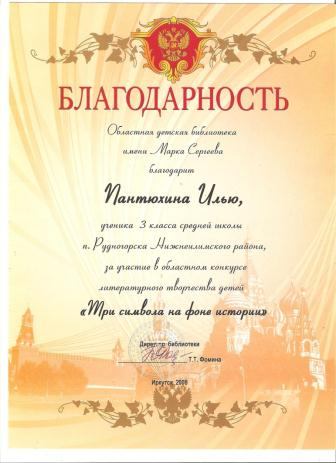 БЛАГОДАРНОСТЬ
Областная детская библиотека
имени Марка Сергеева
благодарит
Пантюхина Илью,
ученика 3 класса средней школы
п. Рудногорска Нижнеилимского района,
за участие в областном конкурсе
литературного творчества детей
«Три символа на фоне истории»
Директор библиотеки
Т.Т. Фомина
Иркутск, 2008